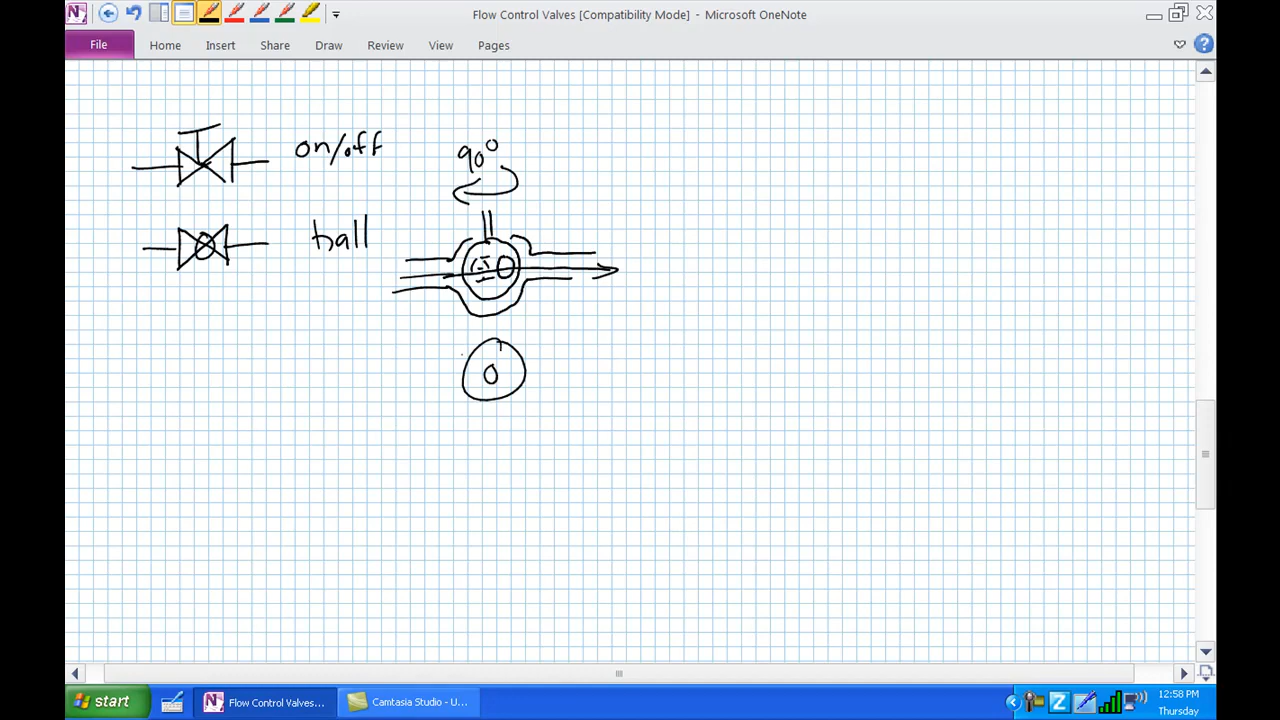 Flow Control Valves [Compatibility Mode] - Microsoft OneNote
File Home Insert Share Draw Review View Pages
on/off
90°
ball
start Flow Control Valves... Camtasia Studio - U... 12:58 PM
Thursday